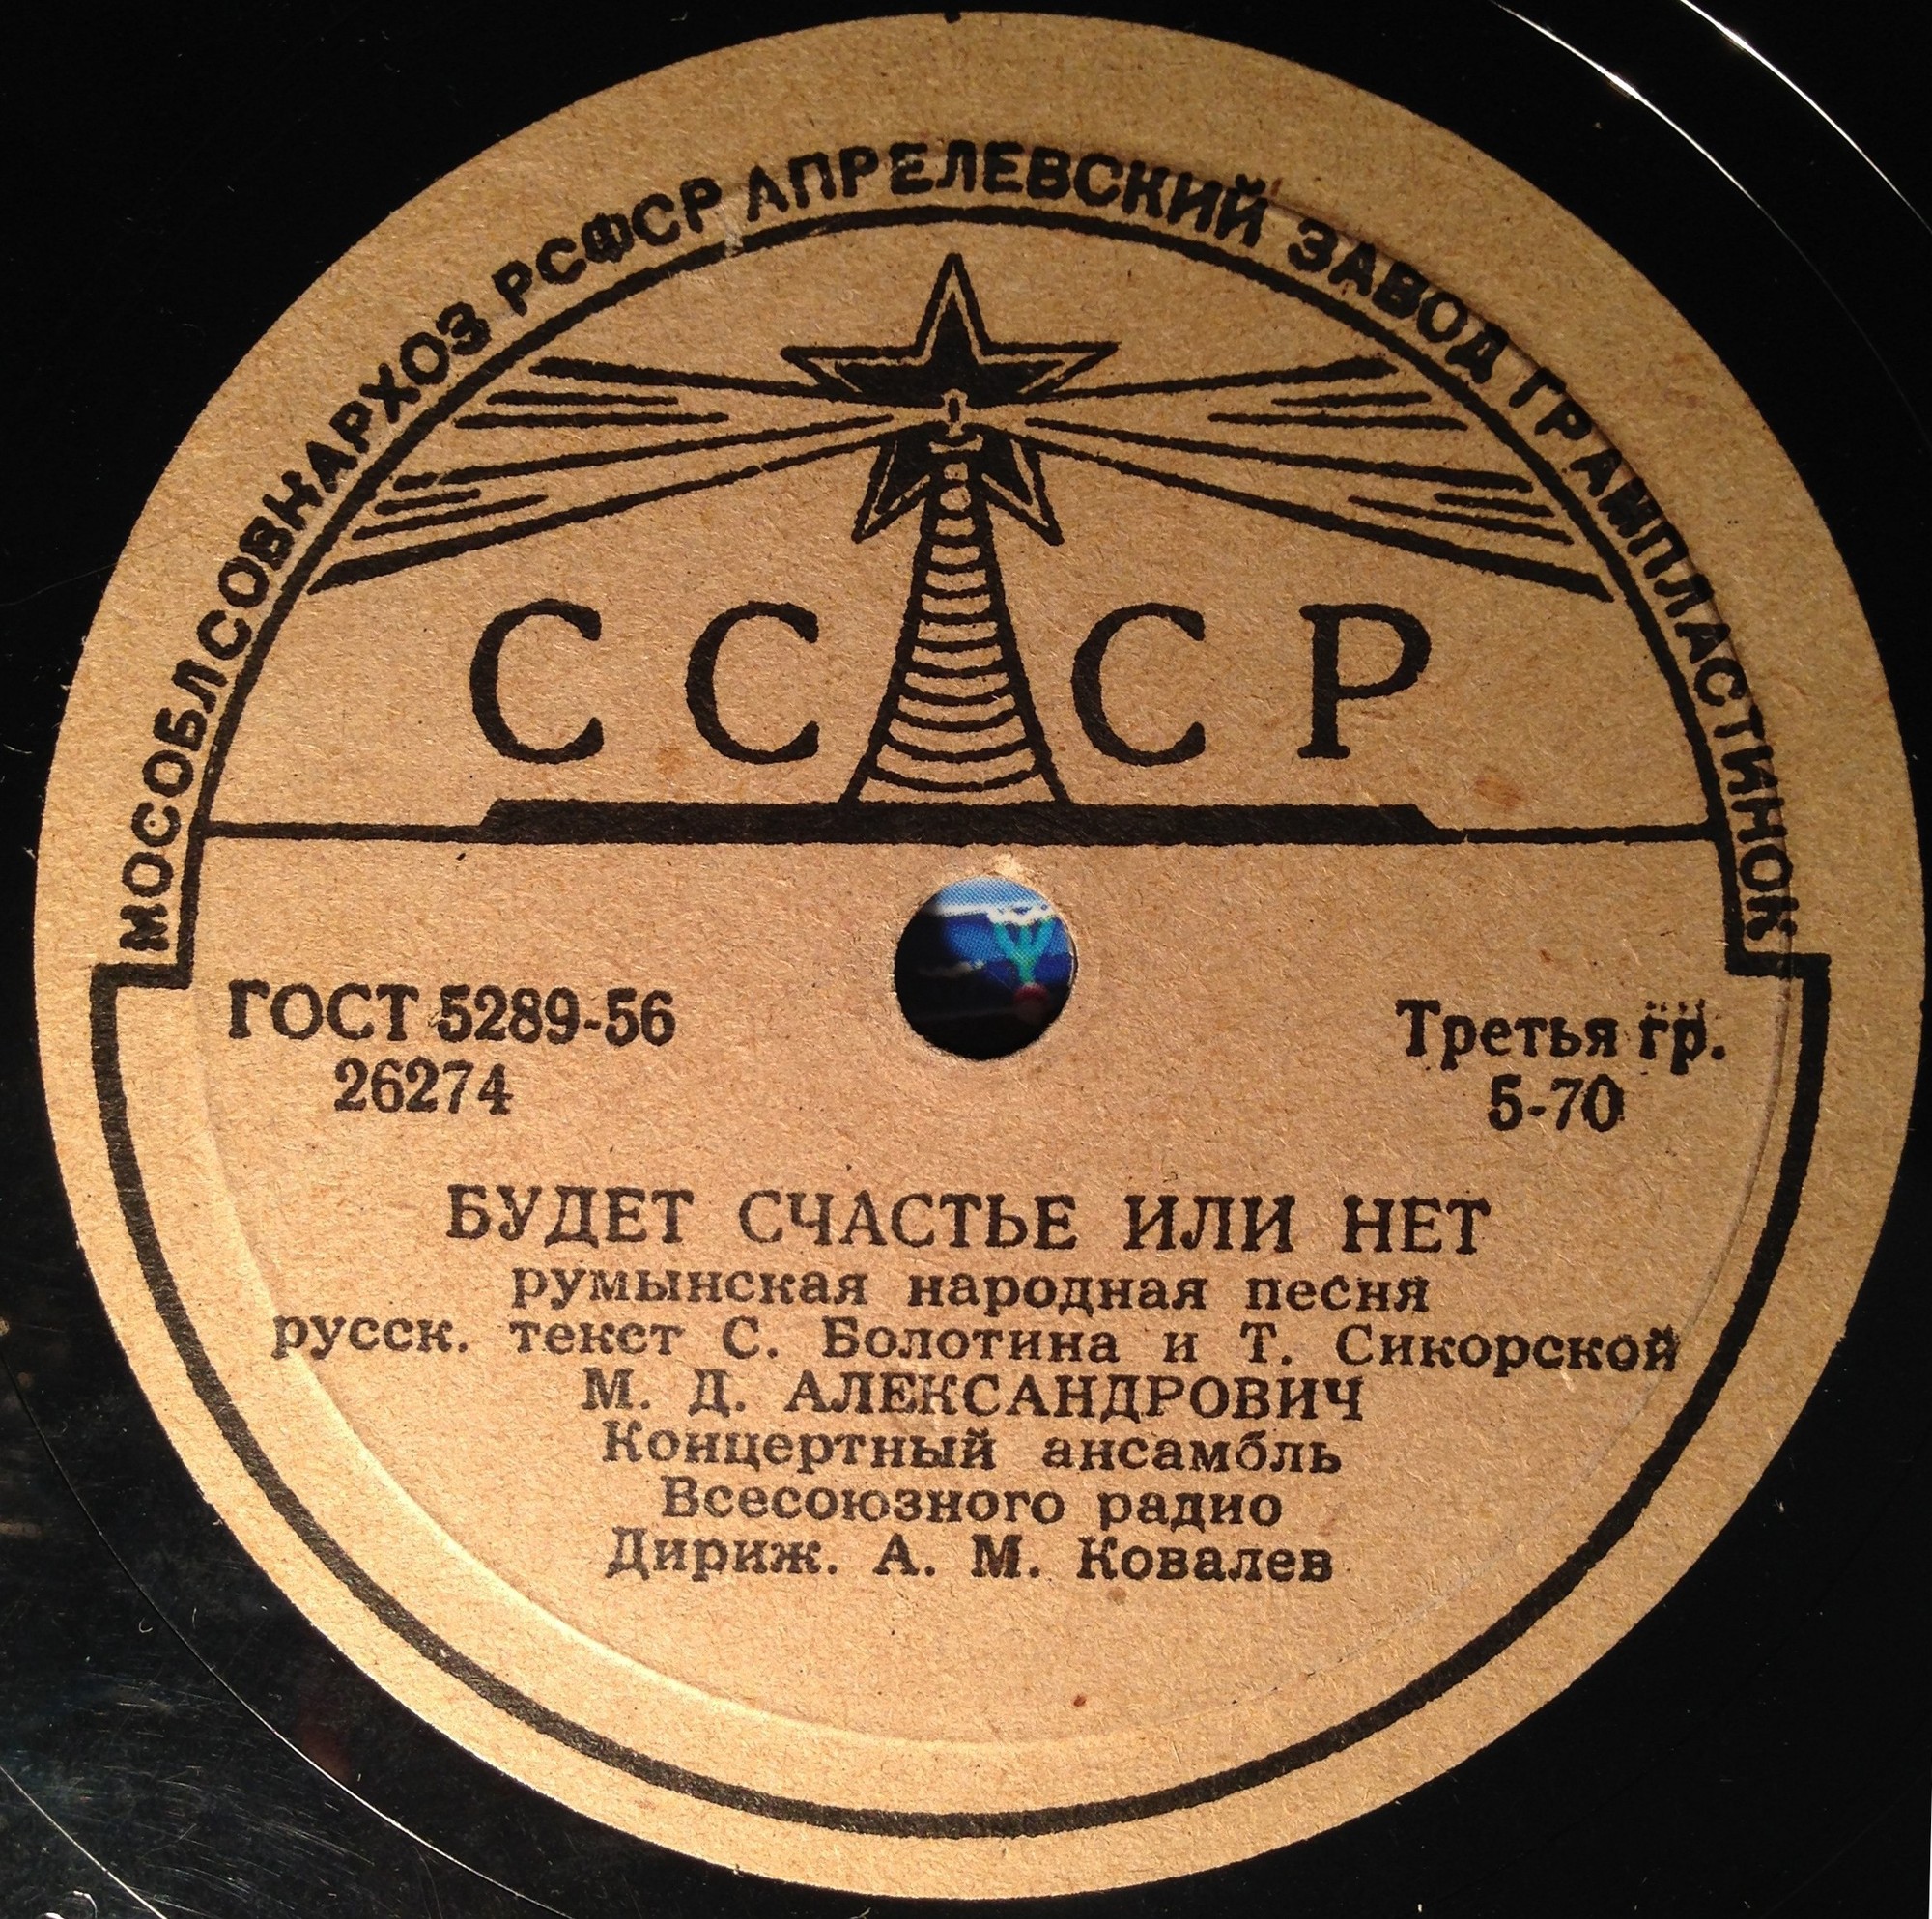 МОСОБЛСОВНАРХОЗ РСФСР АПРЕЛЕВСКИЙ ЗАВОД ГРАМПЛАСТИНОК
СССР
ГОСТ 5289-56
26274
Третья гр.
5-70
БУДЕТ СЧАСТЬЕ ИЛИ НЕТ
румынская народная песня
русск. текст С. Болотина и Т. Сикорской
М. Д. АЛЕКСАНДРОВИЧ
Концертный ансамбль
Всесоюзного радио
Дириж. А. М. Ковалев